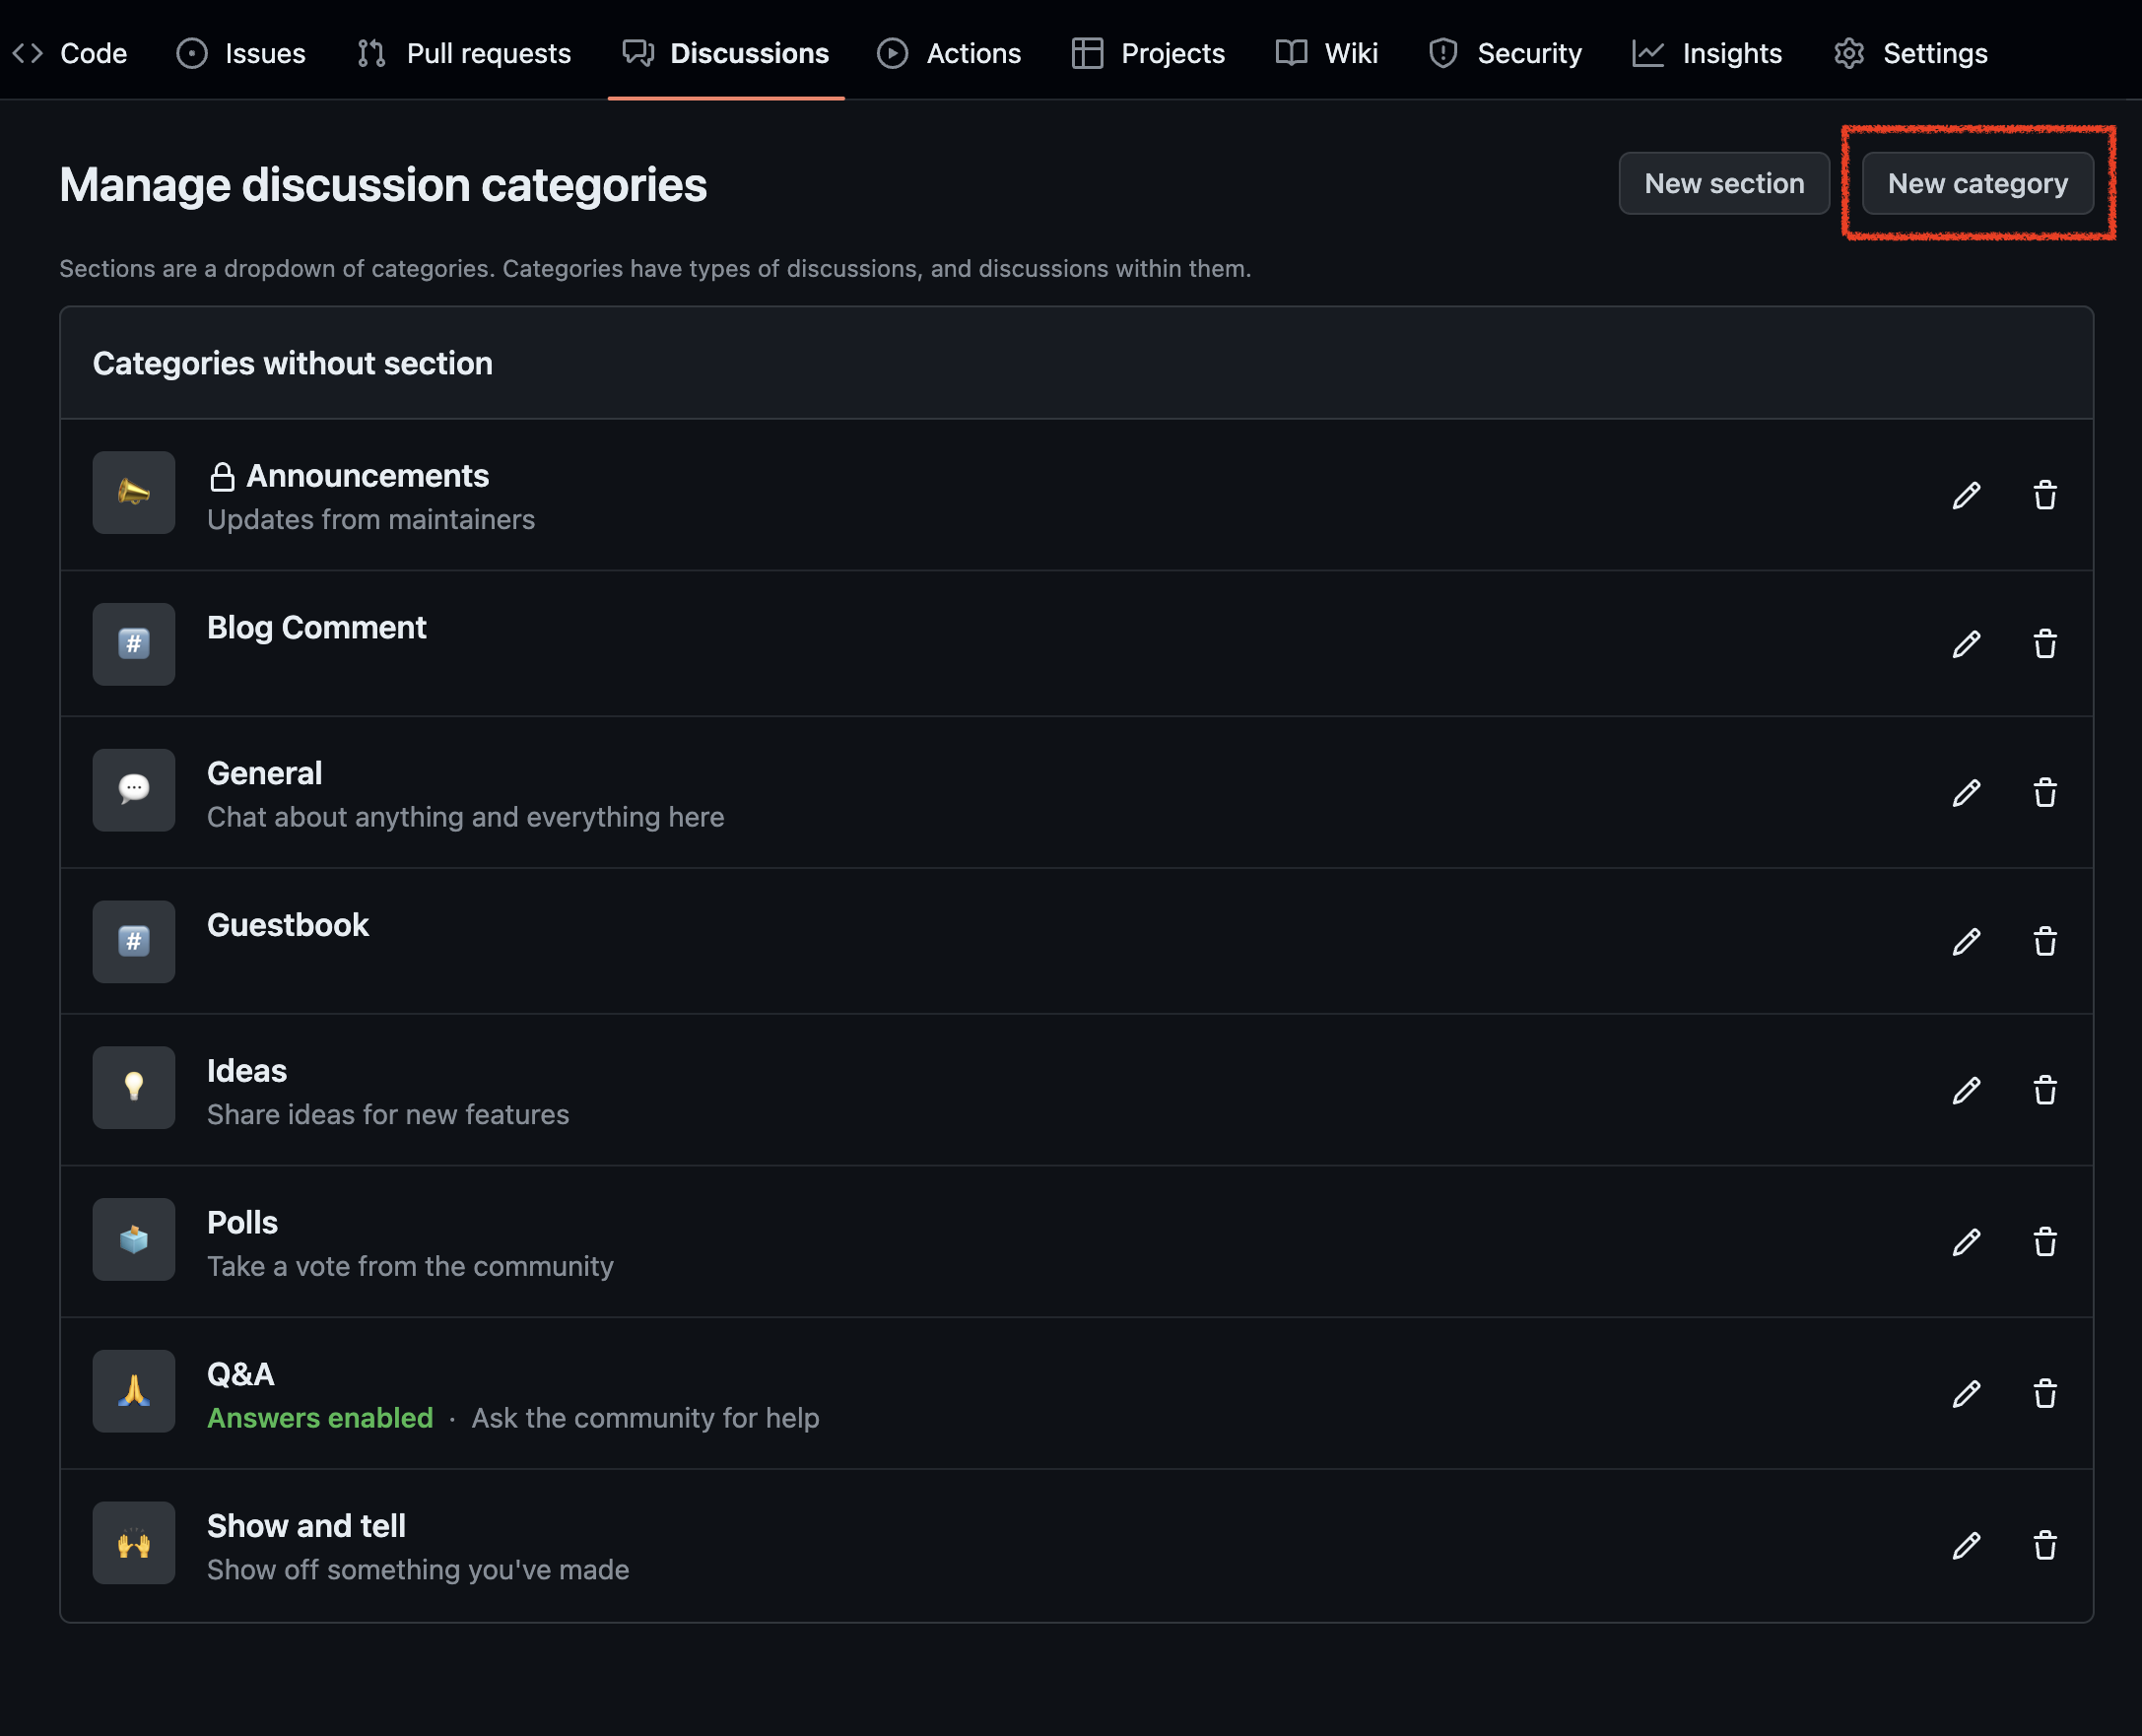 Code Issues Pull requests Discussions Actions Projects Wiki Security Insights Settings
Manage discussion categories
New section New category
Sections are a dropdown of categories. Categories have types of discussions, and discussions within them.
Categories without section
Announcements
Updates from maintainers
#
Blog Comment
General
Chat about anything and everything here
#
Guestbook
Ideas
Share ideas for new features
Polls
Take a vote from the community
Q&A
Answers enabled · Ask the community for help
Show and tell
Show off something you've made